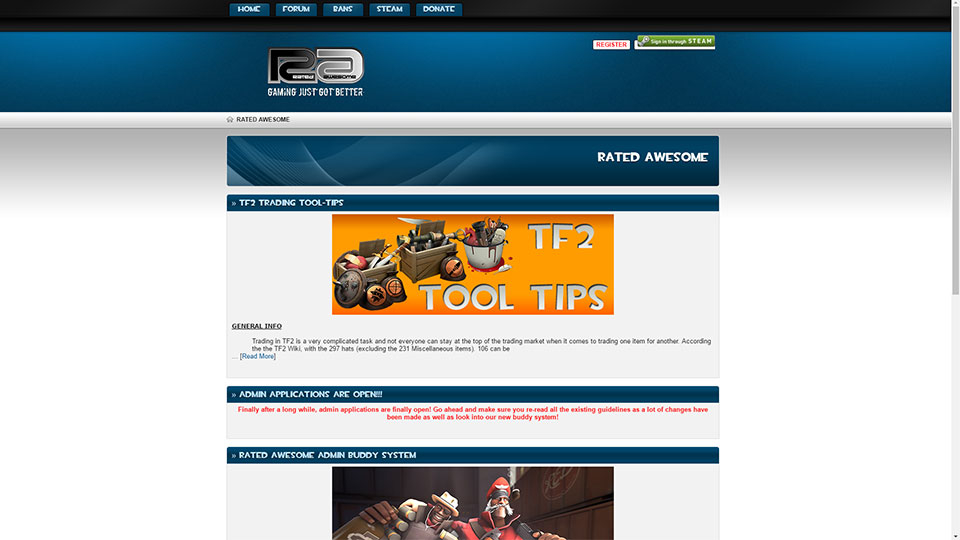 HOME FORUM BANS STEAM DONATE
REGISTER Sign in through STEAM
RATED AWESOME
GAMING JUST GOT BETTER
RATED AWESOME
RATED AWESOME
» TF2 TRADING TOOL-TIPS
TF2
TOOL TIPS
GENERAL INFO
Trading in TF2 is a very complicated task and not everyone can stay at the top of the trading market when it comes to trading one item for another. According
the the TF2 Wiki, with the 297 hats (excluding the 231 Miscellaneous items). 106 can be
... [Read More]
» ADMIN APPLICATIONS ARE OPEN!!!
Finally after a long while, admin applications are finally open! Go ahead and make sure you re-read all the existing guidelines as a lot of changes have
been made as well as look into our new buddy system!
» RATED AWESOME ADMIN BUDDY SYSTEM